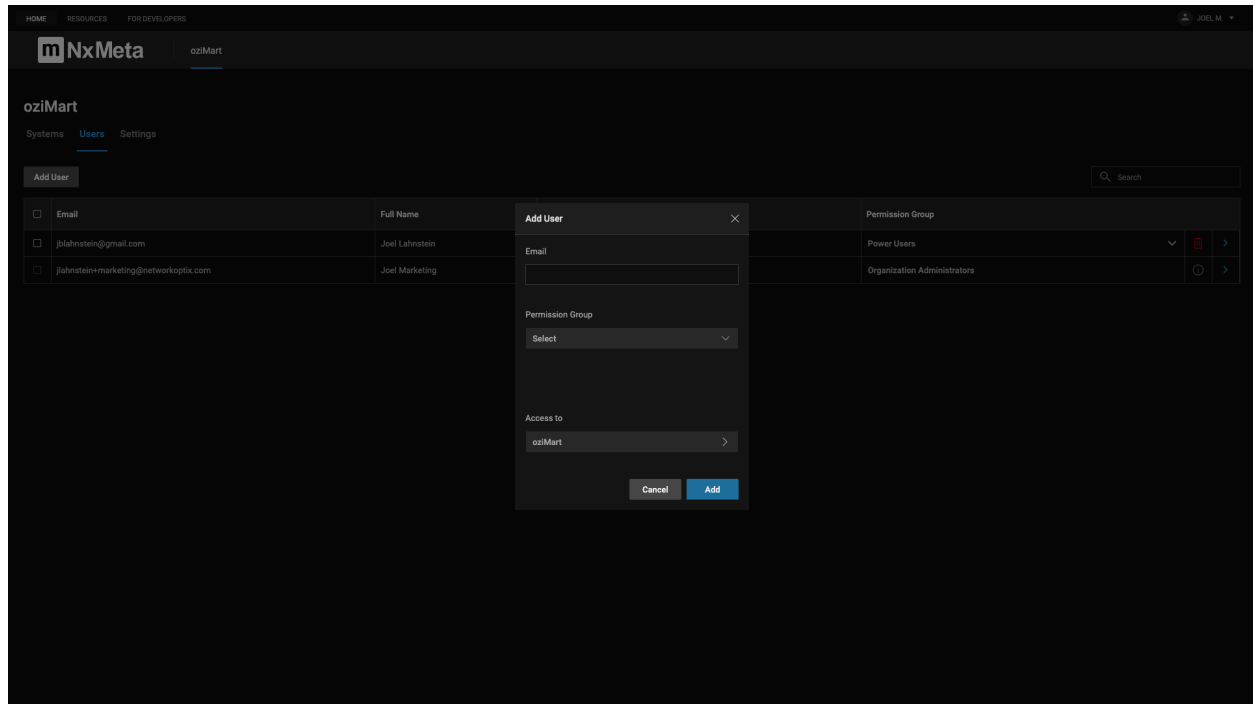 HOME RESOURCES FOR DEVELOPERS JOEL M.
m NxMeta oziMart
oziMart
Systems Users Settings
Add User Search
Email Full Name Permission Group
jblahnstein@gmail.com Joel Lahnstein Power Users
jlahnstein+marketing@networkoptix.com Joel Marketing Organization Administrators
Add User
Email
Permission Group
Select
Access to
oziMart
Cancel Add